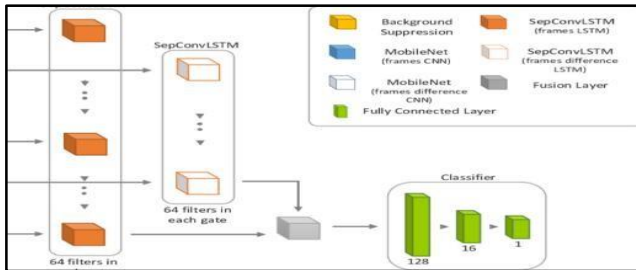 SepConvLSTM
64 filters in
each gate
64 filters in
Background
Suppression
SepConvLSTM
(frames LSTM)
MobileNet
(frames CNN)
SepConvLSTM
(frames difference
LSTM)
MobileNet
(frames difference
CNN)
Fusion Layer
Fully Connected Layer
Classifier
128
16
1